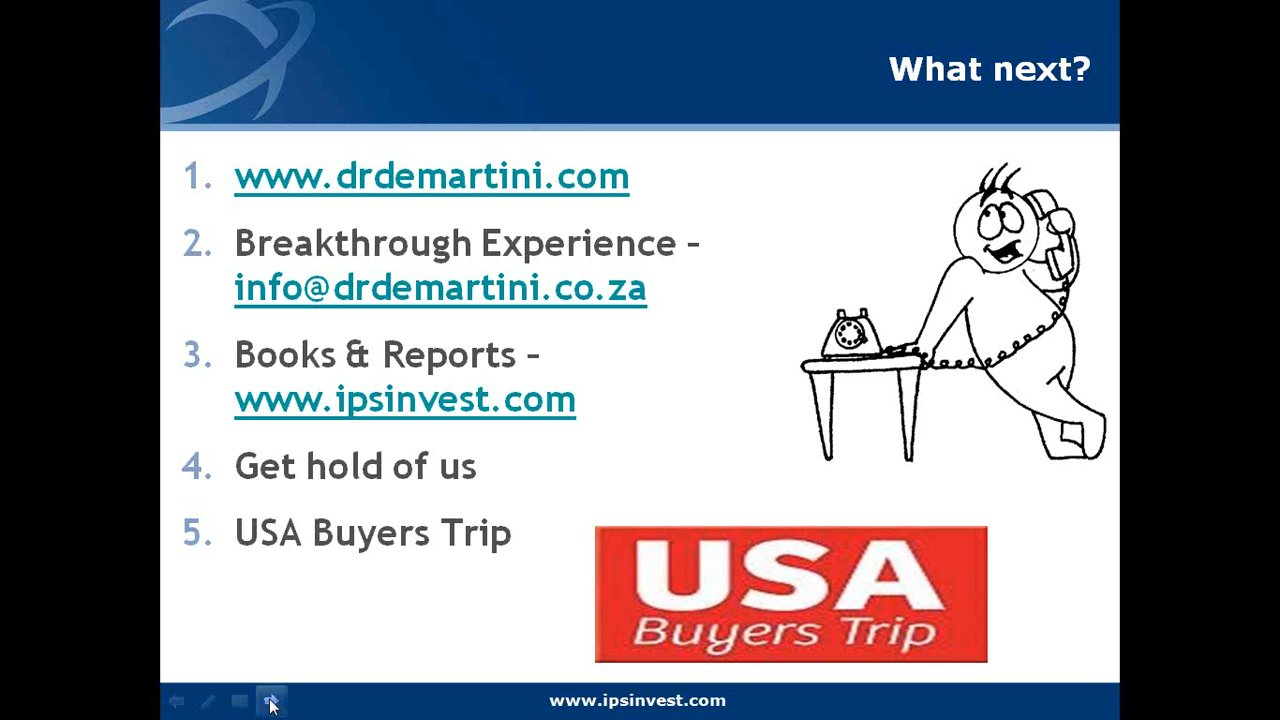 What next?
1. www.drdemartini.com
2. Breakthrough Experience –
info@drdemartini.co.za
3. Books & Reports –
www.ipsinvest.com
4. Get hold of us
5. USA Buyers Trip
USA
Buyers Trip
www.ipsinvest.com